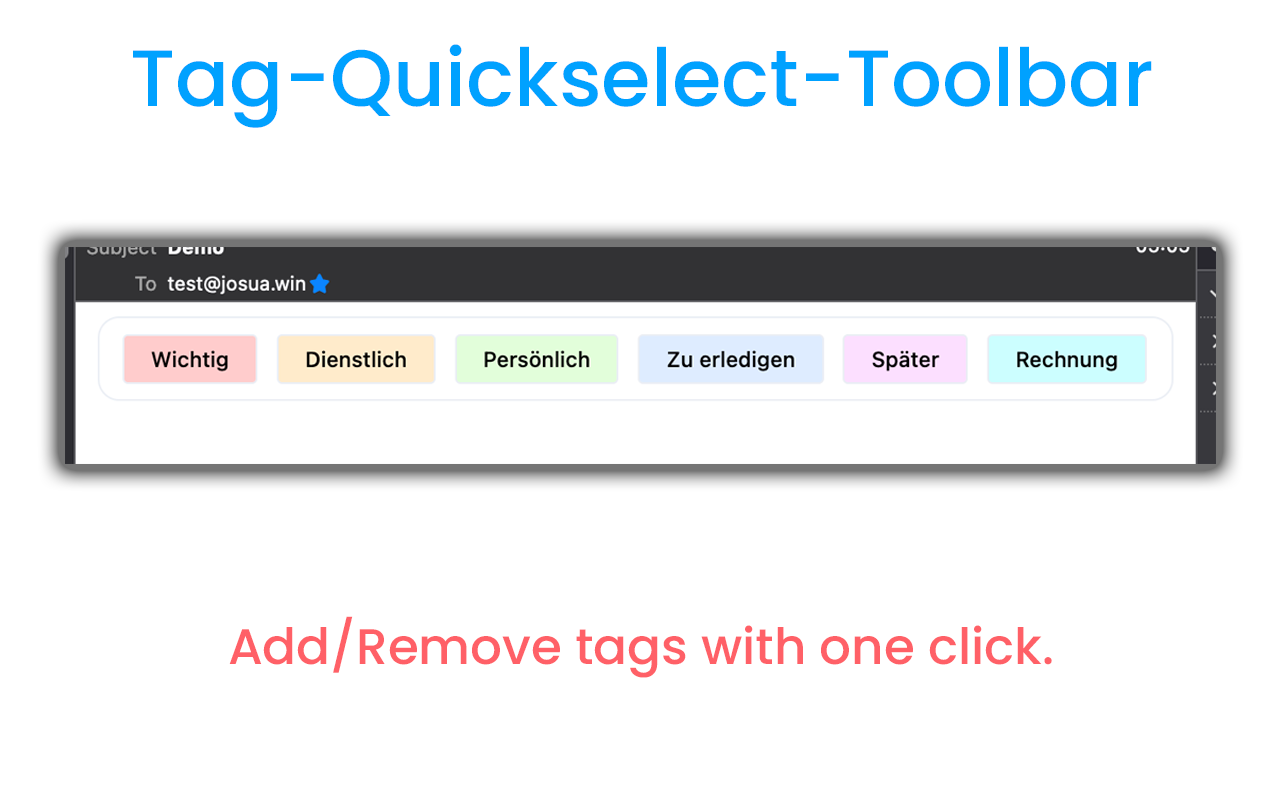 Tag-Quickselect-Toolbar
Subject Demo
To test@josua.win
Wichtig Dienstlich Persönlich Zu erledigen Später Rechnung
Add/Remove tags with one click.